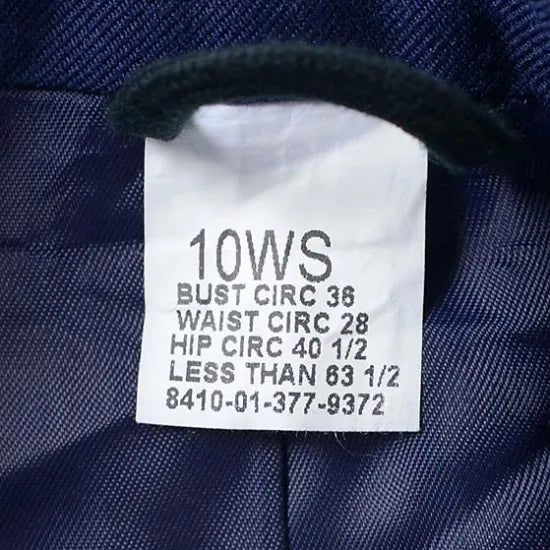 10WS
BUST CIRC 36
WAIST CIRC 28
HIP CIRC 40 1/2
LESS THAN 63 1/2
8410-01-377-9372